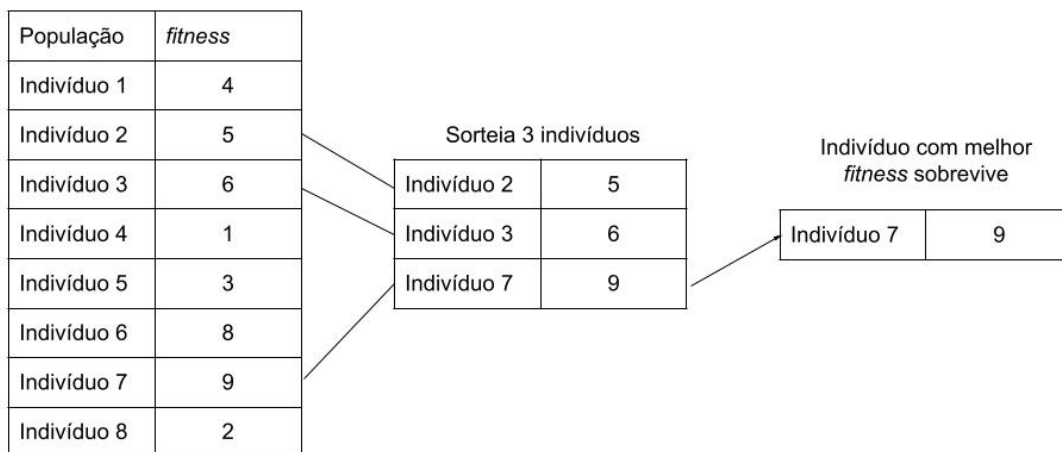 População fitness
Indivíduo 1 4
Indivíduo 2 5
Indivíduo 3 6
Indivíduo 4 1
Indivíduo 5 3
Indivíduo 6 8
Indivíduo 7 9
Indivíduo 8 2
Sorteia 3 indivíduos
Indivíduo 2 5
Indivíduo 3 6
Indivíduo 7 9
Indivíduo com melhor
fitness sobrevive
Indivíduo 7 9